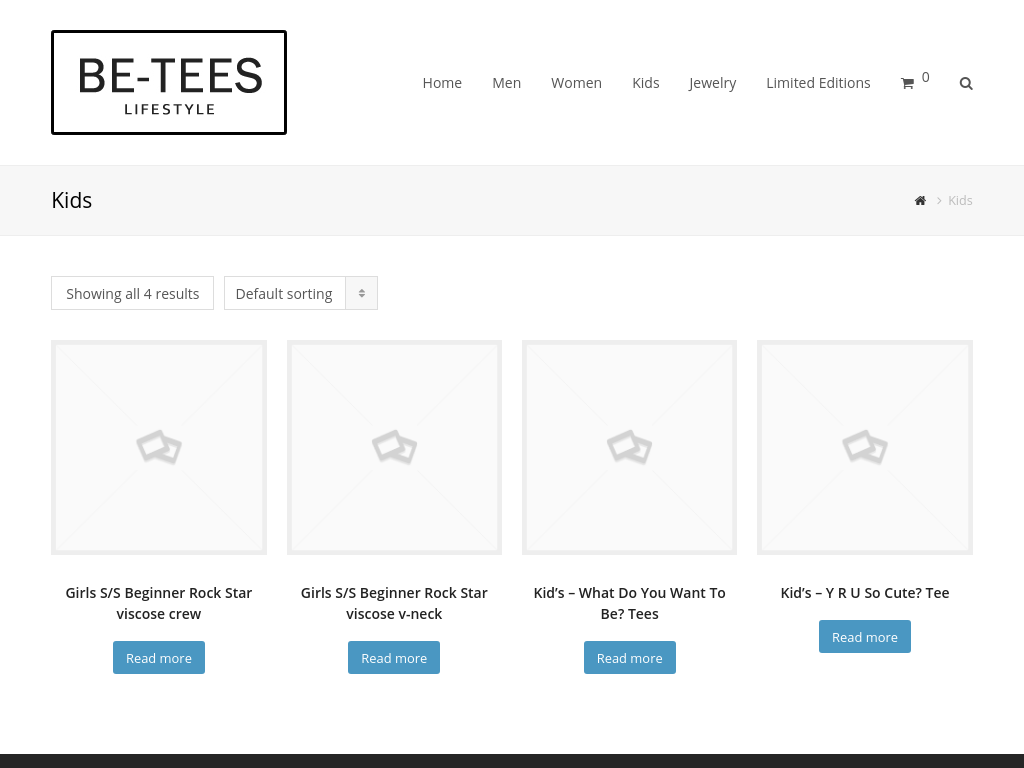 BE-TEES
LIFESTYLE
Home Men Women Kids Jewelry Limited Editions 0
Kids
Kids
Showing all 4 results
Default sorting
Girls S/S Beginner Rock Star
viscose crew
Read more
Girls S/S Beginner Rock Star
viscose v-neck
Read more
Kid’s – What Do You Want To
Be? Tees
Read more
Kid’s – Y R U So Cute? Tee
Read more